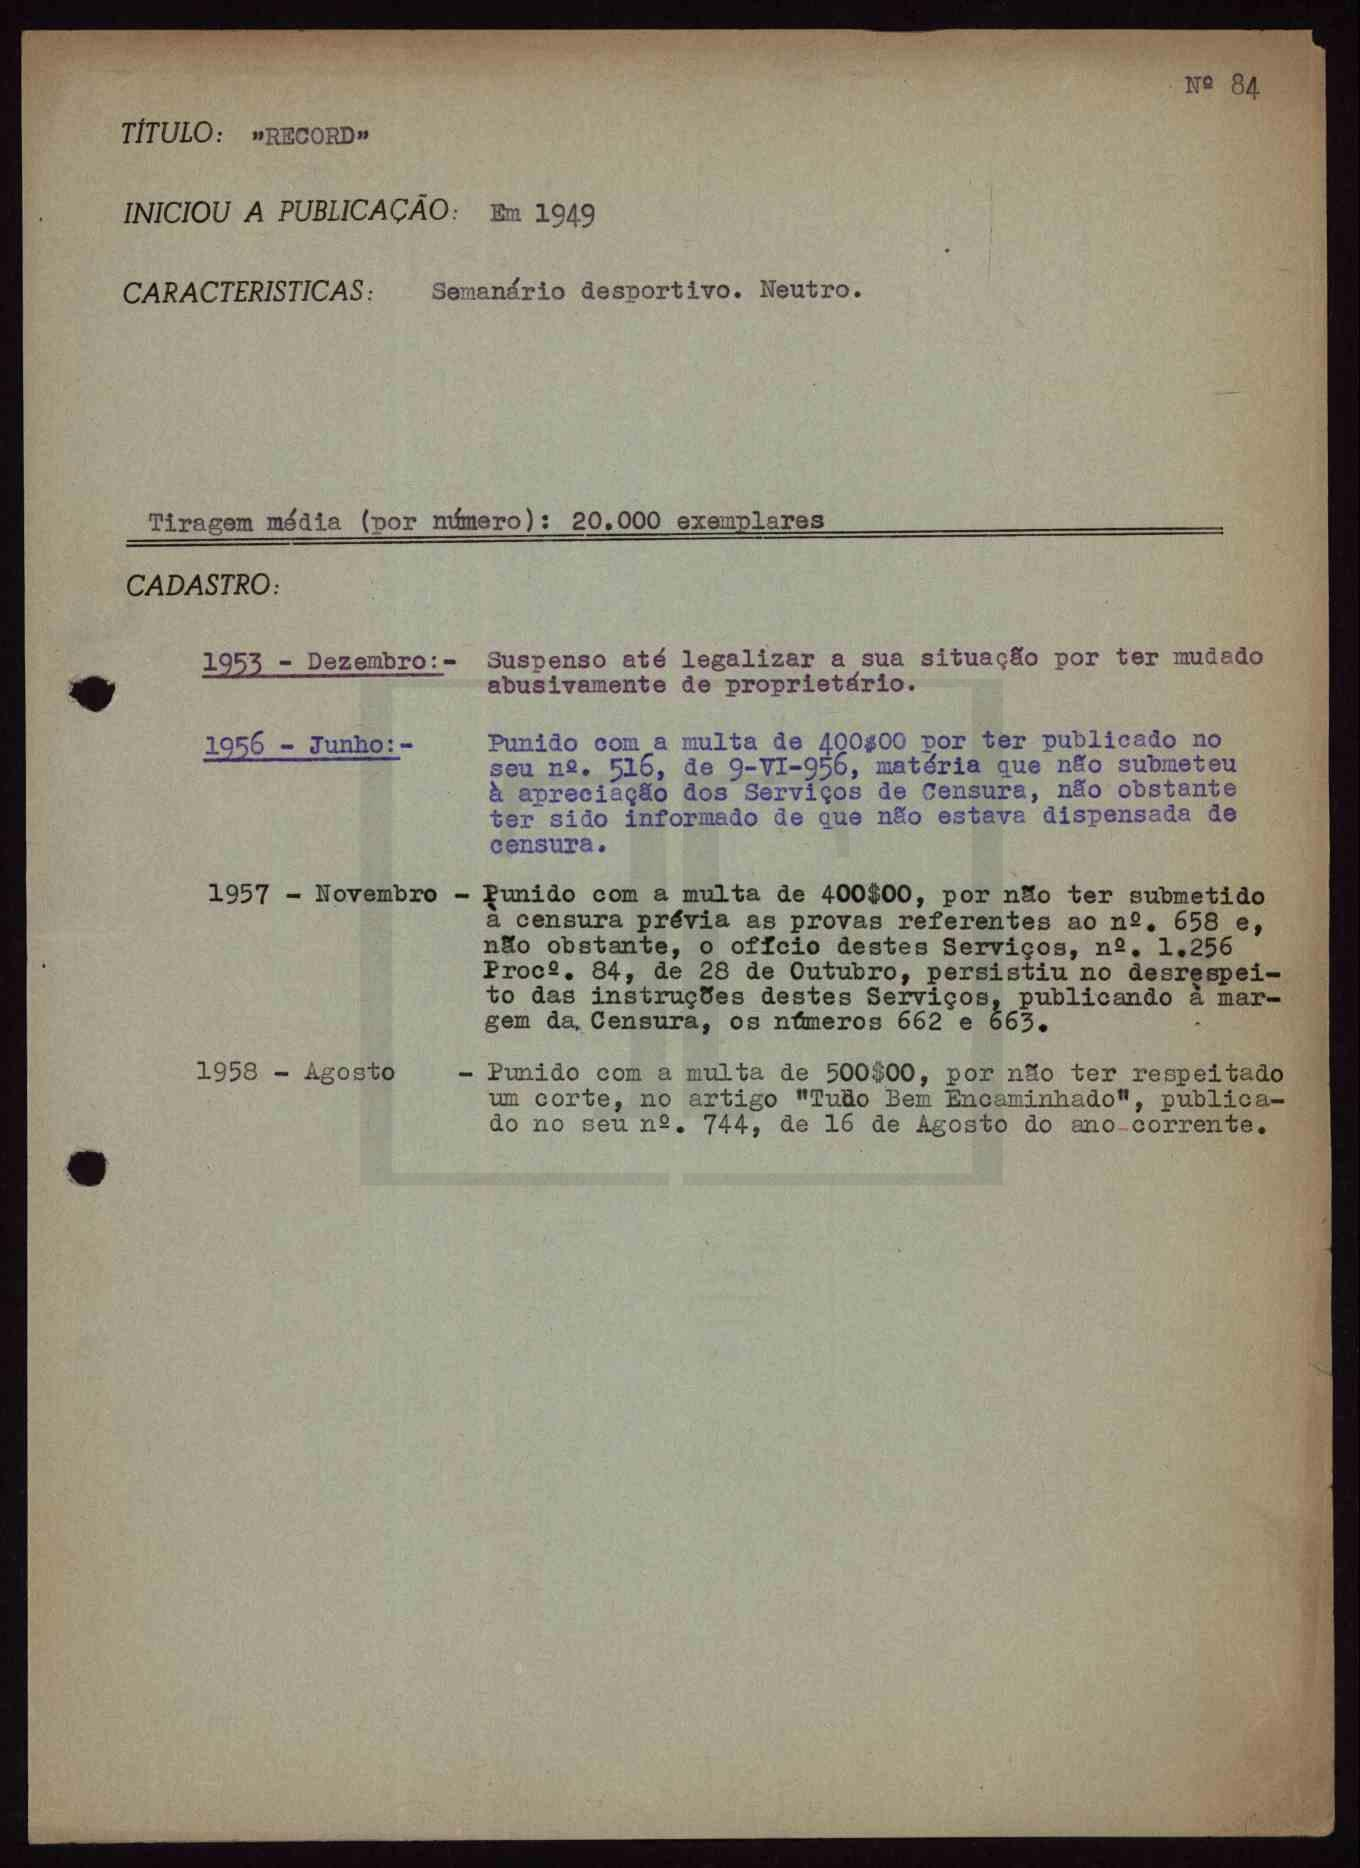 Nº 84
TÍTULO: "RECORD"
INICIOU A PUBLICAÇÃO: Em 1949
CARACTERISTICAS: Semanário desportivo. Neutro.
Tiragem média (por número): 20.000 exemplares
CADASTRO:
1953 - Dezembro:- Suspenso até legalizar a sua situação por ter mudado
abusivamente de proprietário.
1956 - Junho:- Punido com a multa de 400$00 por ter publicado no
seu nº. 516, de 9-VI-956, matéria que não submeteu
à apreciação dos Serviços de Censura, não obstante
ter sido informado de que não estava dispensada de
censura.
1957 - Novembro - Punido com a multa de 400$00, por não ter submetido
à censura prévia as provas referentes ao nº. 658 e,
não obstante, o ofício destes Serviços, nº. 1.256
Procº. 84, de 28 de Outubro, persistiu no desrespei-
to das instruções destes Serviços, publicando à mar-
gem da, Censura, os números 662 e 663.
1958 - Agosto - Punido com a multa de 500$00, por não ter respeitado
um corte, no artigo "Tudo Bem Encaminhado", publica-
do no seu nº. 744, de 16 de Agosto do ano corrente.